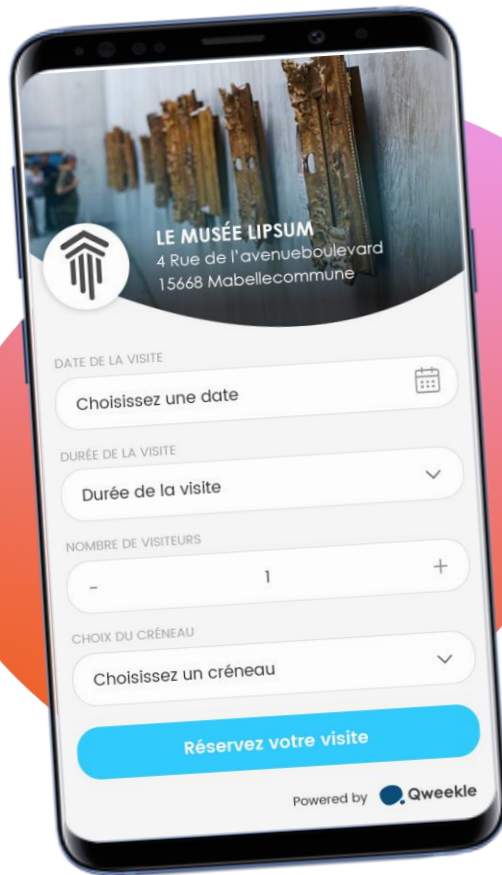 LE MUSÉE LIPSUM
4 Rue de l'avenueboulevard
15668 Mabellecommune
DATE DE LA VISITE
Choisissez une date
DURÉE DE LA VISITE
Durée de la visite
NOMBRE DE VISITEURS
- 1 +
CHOIX DU CRÉNEAU
Choisissez un créneau
Réservez votre visite
Powered by Qweekle